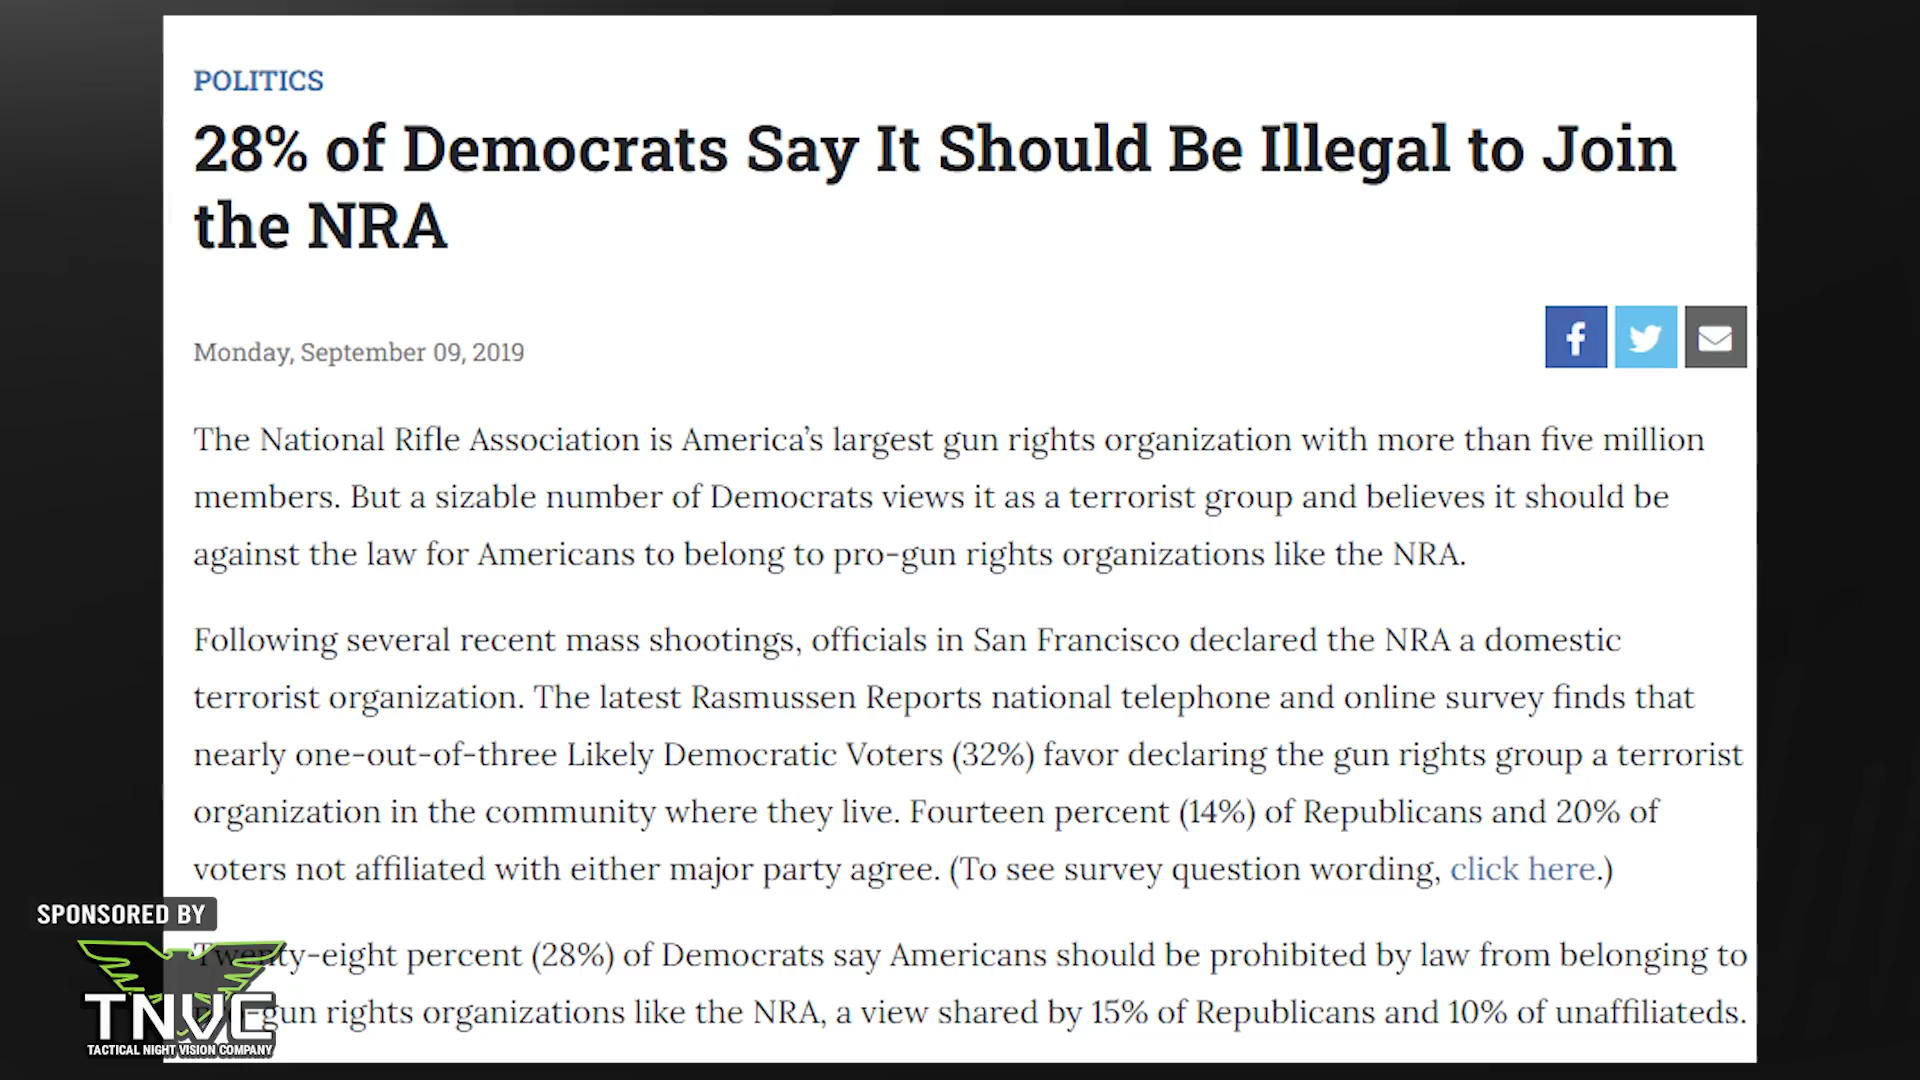 POLITICS
28% of Democrats Say It Should Be Illegal to Join
the NRA
Monday, September 09, 2019
The National Rifle Association is America’s largest gun rights organization with more than five million
members. But a sizable number of Democrats views it as a terrorist group and believes it should be
against the law for Americans to belong to pro-gun rights organizations like the NRA.
Following several recent mass shootings, officials in San Francisco declared the NRA a domestic
terrorist organization. The latest Rasmussen Reports national telephone and online survey finds that
nearly one-out-of-three Likely Democratic Voters (32%) favor declaring the gun rights group a terrorist
organization in the community where they live. Fourteen percent (14%) of Republicans and 20% of
voters not affiliated with either major party agree. (To see survey question wording, click here.)
Twenty-eight percent (28%) of Democrats say Americans should be prohibited by law from belonging to
pro-gun rights organizations like the NRA, a view shared by 15% of Republicans and 10% of unaffiliateds.
SPONSORED BY
TNVC
TACTICAL NIGHT VISION COMPANY